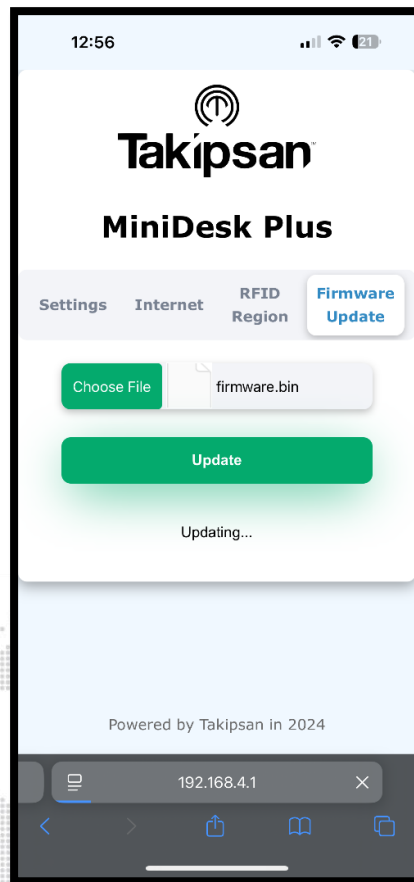 12:56
21
Takipsan™
MiniDesk Plus
Settings
Internet
RFID
Region
Firmware
Update
Choose File
firmware.bin
Update
Updating...
Powered by Takipsan in 2024
192.168.4.1